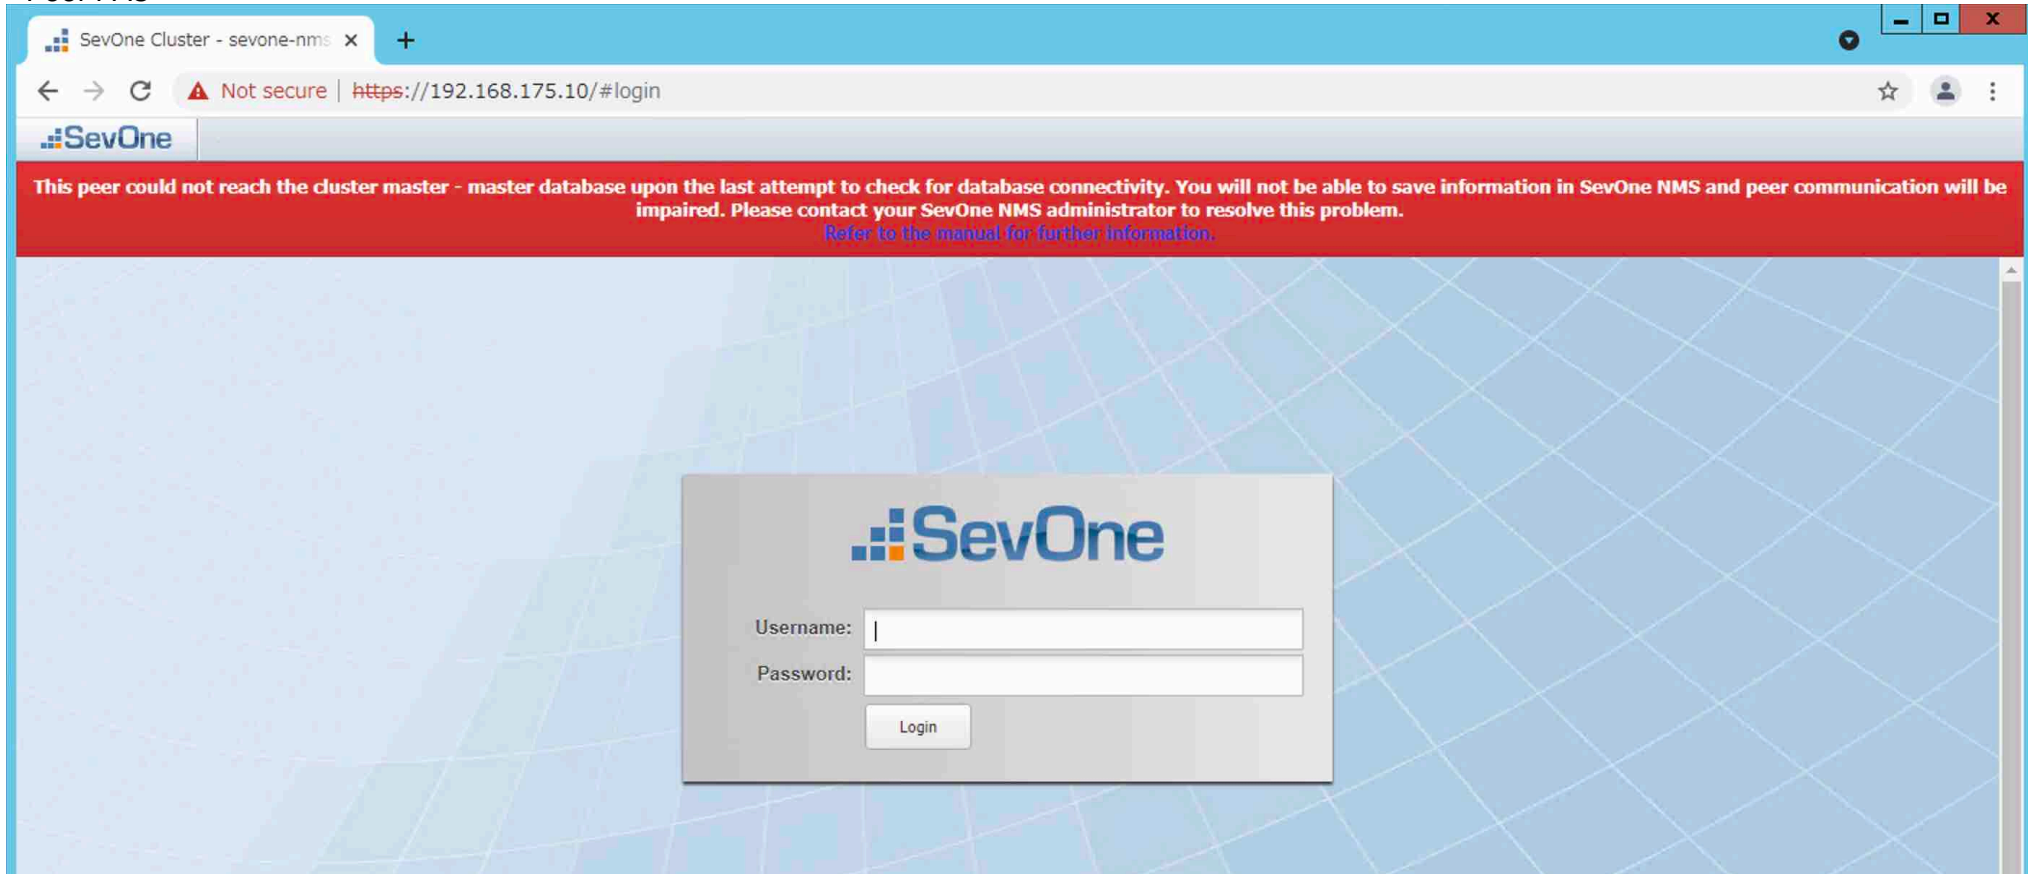 SevOne Cluster - sevone-nms
Not secure | https://192.168.175.10/#login
SevOne
This peer could not reach the cluster master - master database upon the last attempt to check for database connectivity. You will not be able to save information in SevOne NMS and peer communication will be
impaired. Please contact your SevOne NMS administrator to resolve this problem.
Refer to the manual for further information.
SevOne
Username:
Password:
Login